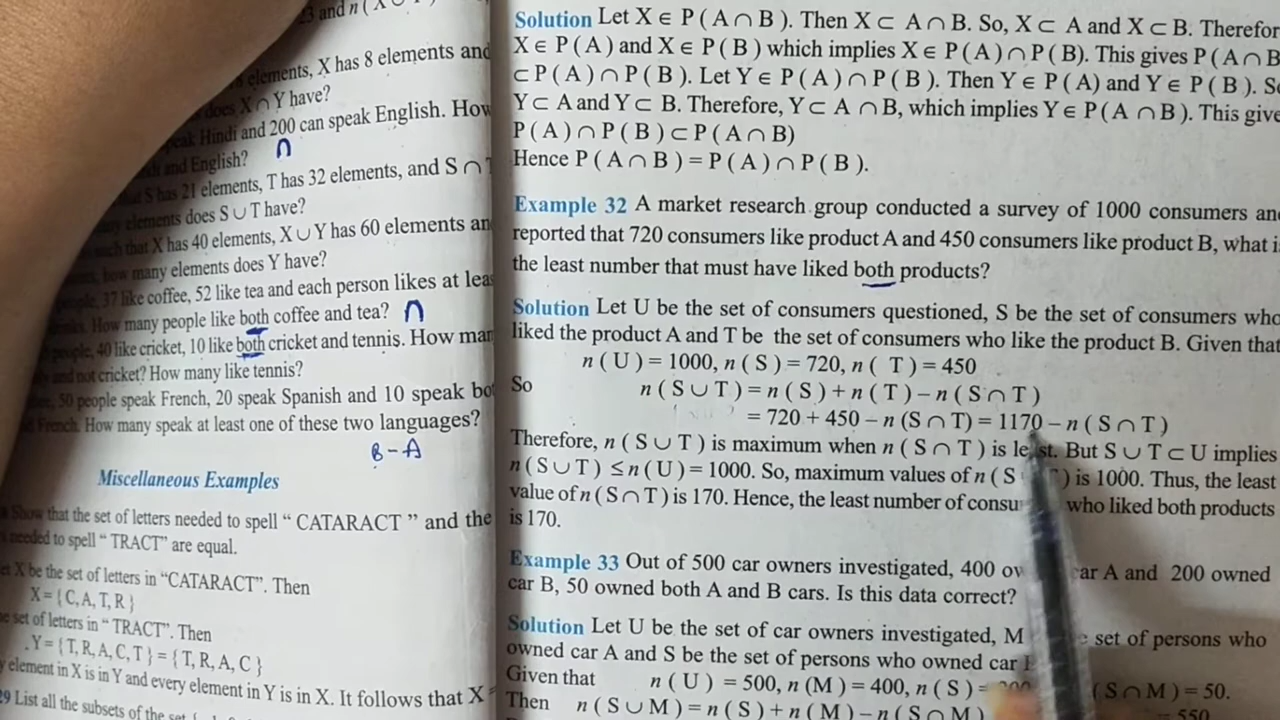 23 and n ( X ∪
elements, X has 8 elements and
does X ∩ Y have?
Hindi and 200 can speak English. How
and English? ∩
S has 21 elements, T has 32 elements, and S ∩
elements does S ∪ T have?
such that X has 40 elements, X ∪ Y has 60 elements an
how many elements does Y have?
37 like coffee, 52 like tea and each person likes at leas
How many people like both coffee and tea? ∩
people, 40 like cricket, 10 like both cricket and tennis. How man
and not cricket? How many like tennis?
50 people speak French, 20 speak Spanish and 10 speak bo
French. How many speak at least one of these two languages?
B - A
Miscellaneous Examples
Show that the set of letters needed to spell “ CATARACT ” and the
needed to spell “ TRACT” are equal.
X be the set of letters in “CATARACT”. Then
X = { C, A, T, R }
set of letters in “ TRACT”. Then
Y = { T, R, A, C, T } = { T, R, A, C }
element in X is in Y and every element in Y is in X. It follows that X =
29 List all the subsets of the set
Solution Let X ∈ P ( A ∩ B ). Then X ⊂ A ∩ B. So, X ⊂ A and X ⊂ B. Therefor
X ∈ P ( A ) and X ∈ P ( B ) which implies X ∈ P ( A ) ∩ P ( B ). This gives P ( A ∩ B
⊂ P ( A ) ∩ P ( B ). Let Y ∈ P ( A ) ∩ P ( B ). Then Y ∈ P ( A ) and Y ∈ P ( B ). So
Y ⊂ A and Y ⊂ B. Therefore, Y ⊂ A ∩ B, which implies Y ∈ P ( A ∩ B ). This give
P ( A ) ∩ P ( B ) ⊂ P ( A ∩ B )
Hence P ( A ∩ B ) = P ( A ) ∩ P ( B ).
Example 32 A market research group conducted a survey of 1000 consumers and
reported that 720 consumers like product A and 450 consumers like product B, what i
the least number that must have liked both products?
Solution Let U be the set of consumers questioned, S be the set of consumers who
liked the product A and T be the set of consumers who like the product B. Given that
n ( U ) = 1000, n ( S ) = 720, n ( T ) = 450
So n ( S ∪ T ) = n ( S ) + n ( T ) – n ( S ∩ T )
= 720 + 450 – n (S ∩ T) = 1170 – n ( S ∩ T )
Therefore, n ( S ∪ T ) is maximum when n ( S ∩ T ) is least. But S ∪ T ⊂ U implies
n ( S ∪ T ) ≤ n ( U ) = 1000. So, maximum values of n ( S ) is 1000. Thus, the least
value of n ( S ∩ T ) is 170. Hence, the least number of consu who liked both products
is 170.
Example 33 Out of 500 car owners investigated, 400 ow car A and 200 owned
car B, 50 owned both A and B cars. Is this data correct?
Solution Let U be the set of car owners investigated, M set of persons who
owned car A and S be the set of persons who owned car
Given that n ( U ) = 500, n (M ) = 400, n ( S ) = ( S ∩ M ) = 50.
Then n ( S ∪ M ) = n ( S ) + n ( M ) – n ( S ∩ M ) 550